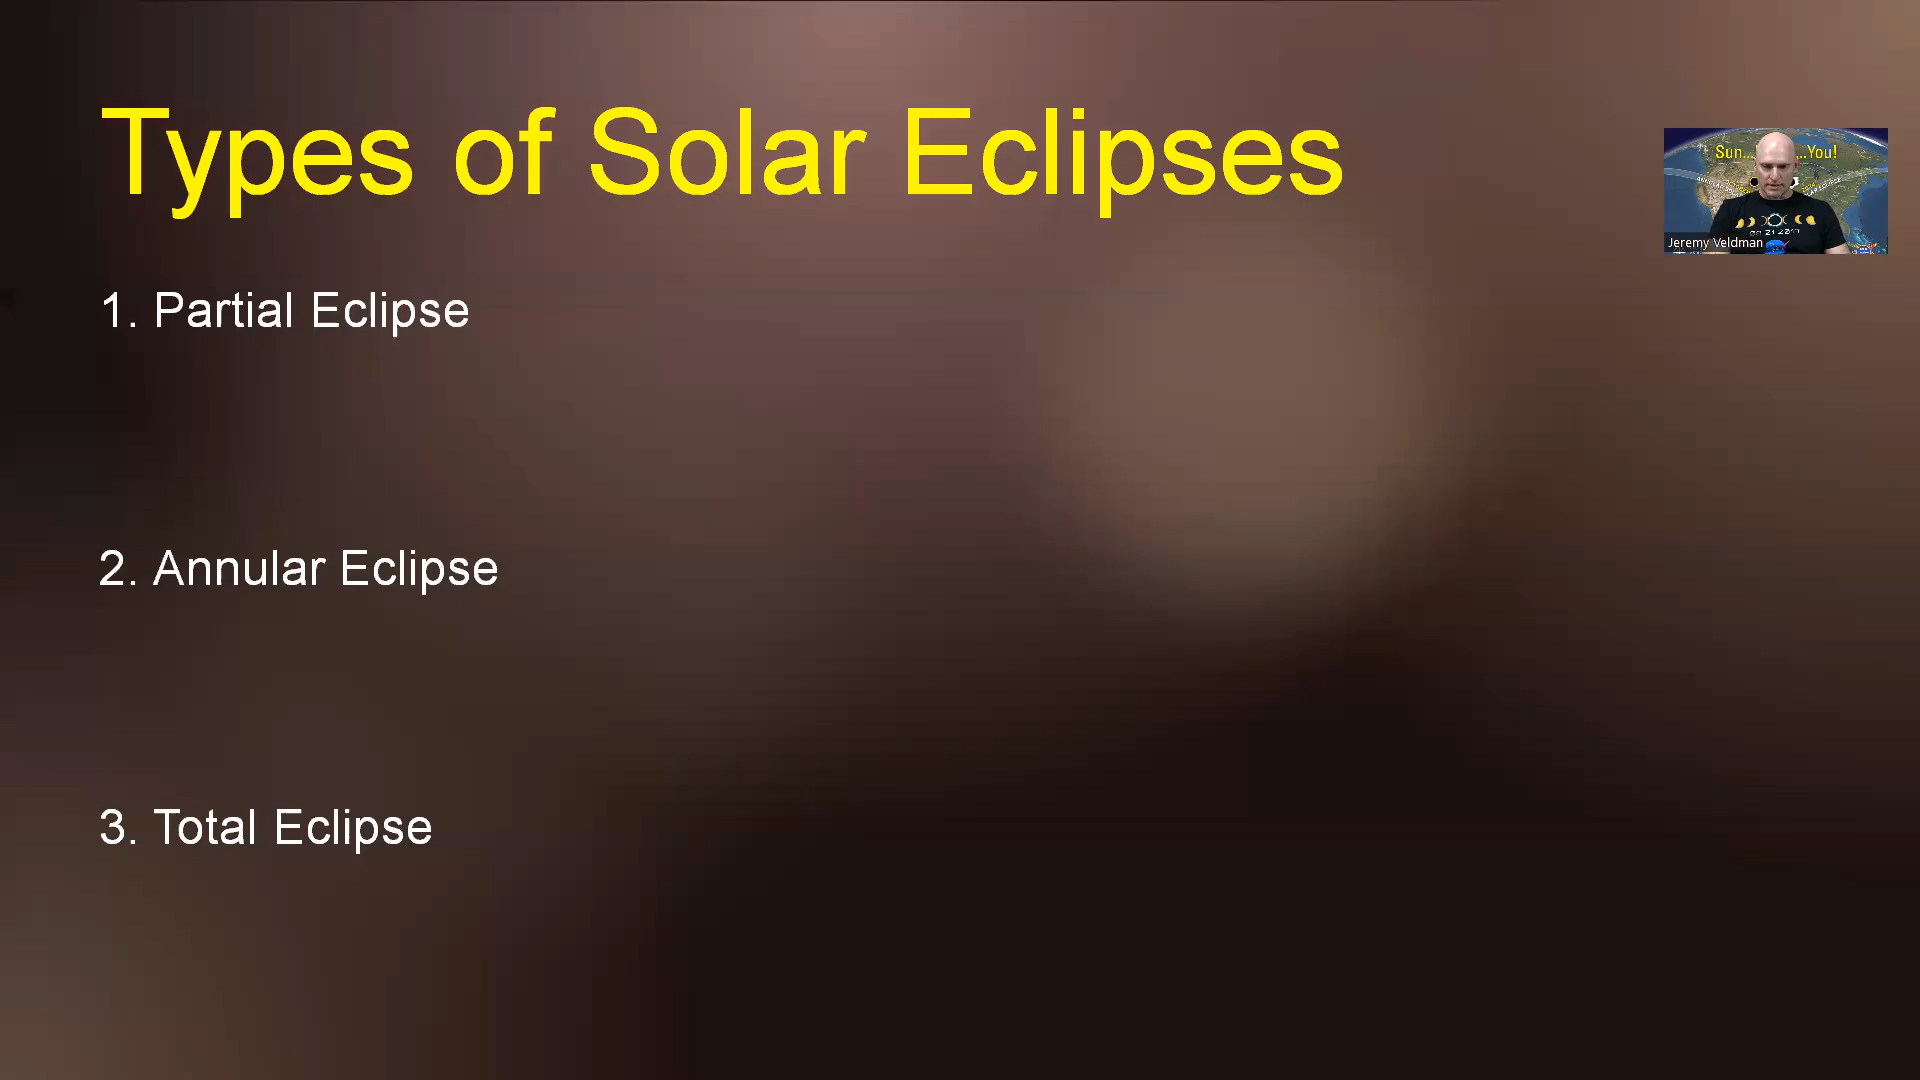 Types of Solar Eclipses
Sun... ...You!
Jeremy Veldman
1. Partial Eclipse
2. Annular Eclipse
3. Total Eclipse